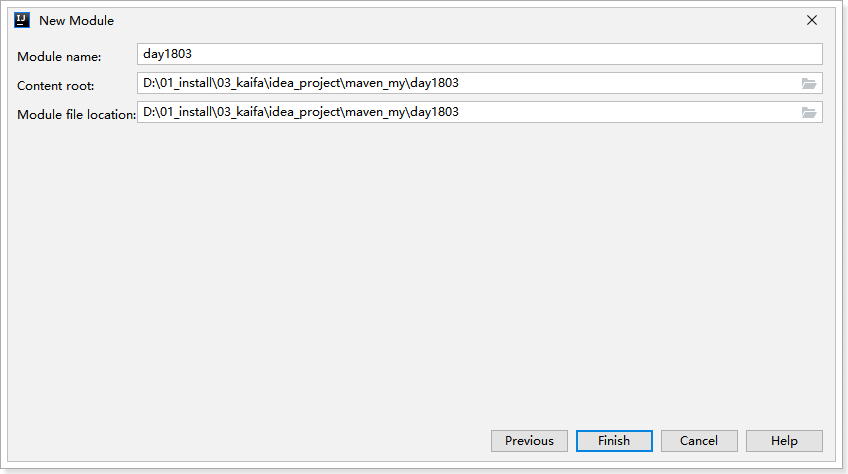 IJ New Module
Module name: day1803
Content root: D:\01_install\03_kaifa\idea_project\maven_my\day1803
Module file location: D:\01_install\03_kaifa\idea_project\maven_my\day1803
Previous Finish Cancel Help